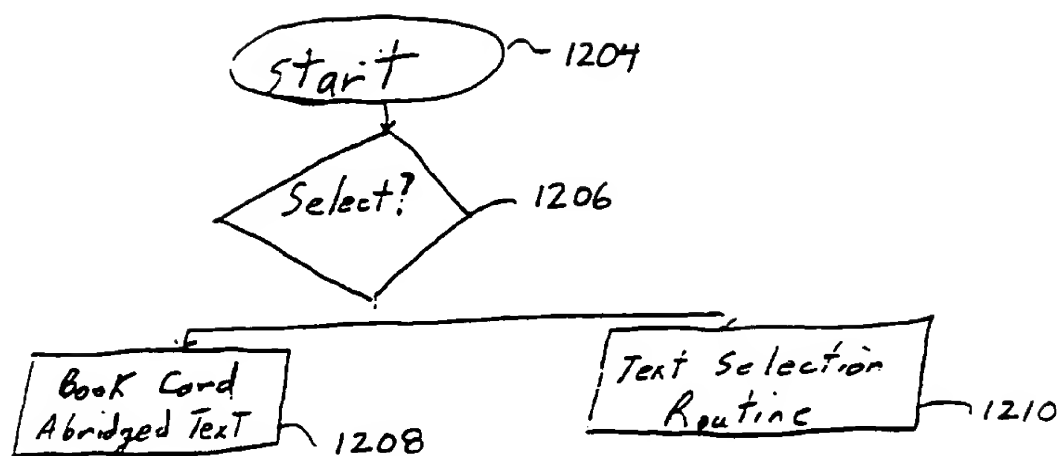 Start
1204
Select?
1206
Book Card
Abridged Text
1208
Text Selection
Routine
1210